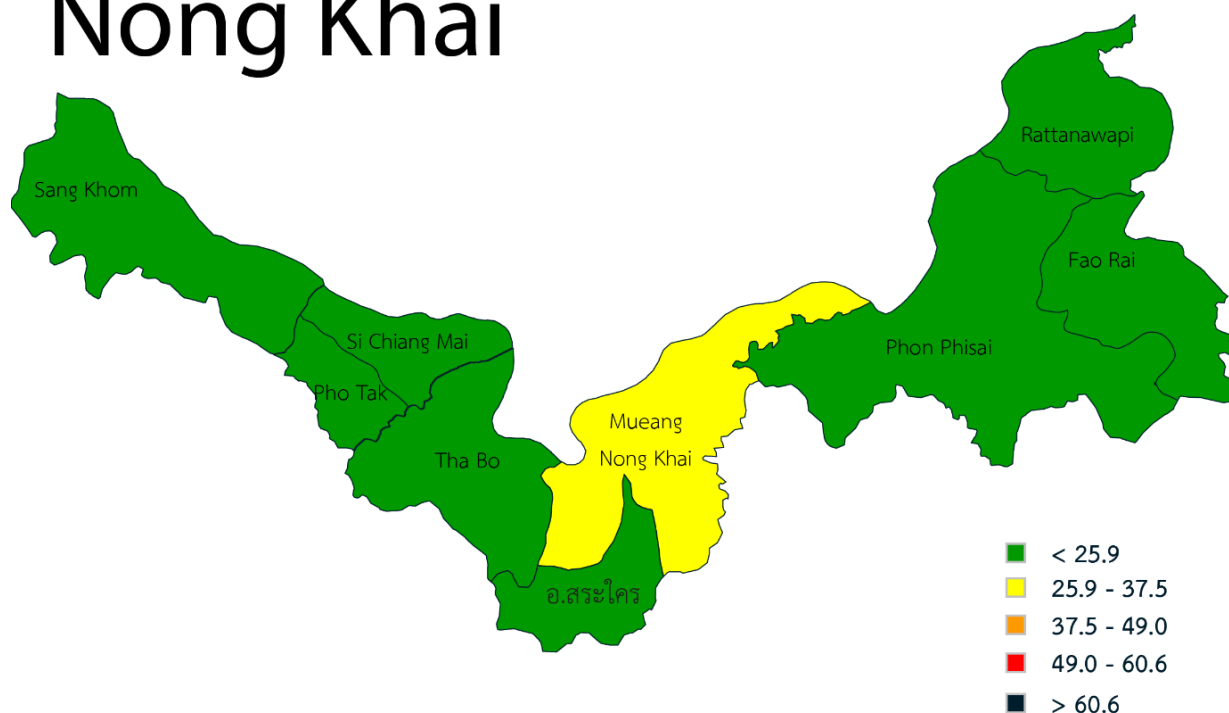 Nong Khai
Rattanawapi
Sang Khom
Fao Rai
Si Chiang Mai
Phon Phisai
Pho Tak
Mueang
Nong Khai
Tha Bo
อ.สระใคร
< 25.9
25.9 - 37.5
37.5 - 49.0
49.0 - 60.6
> 60.6